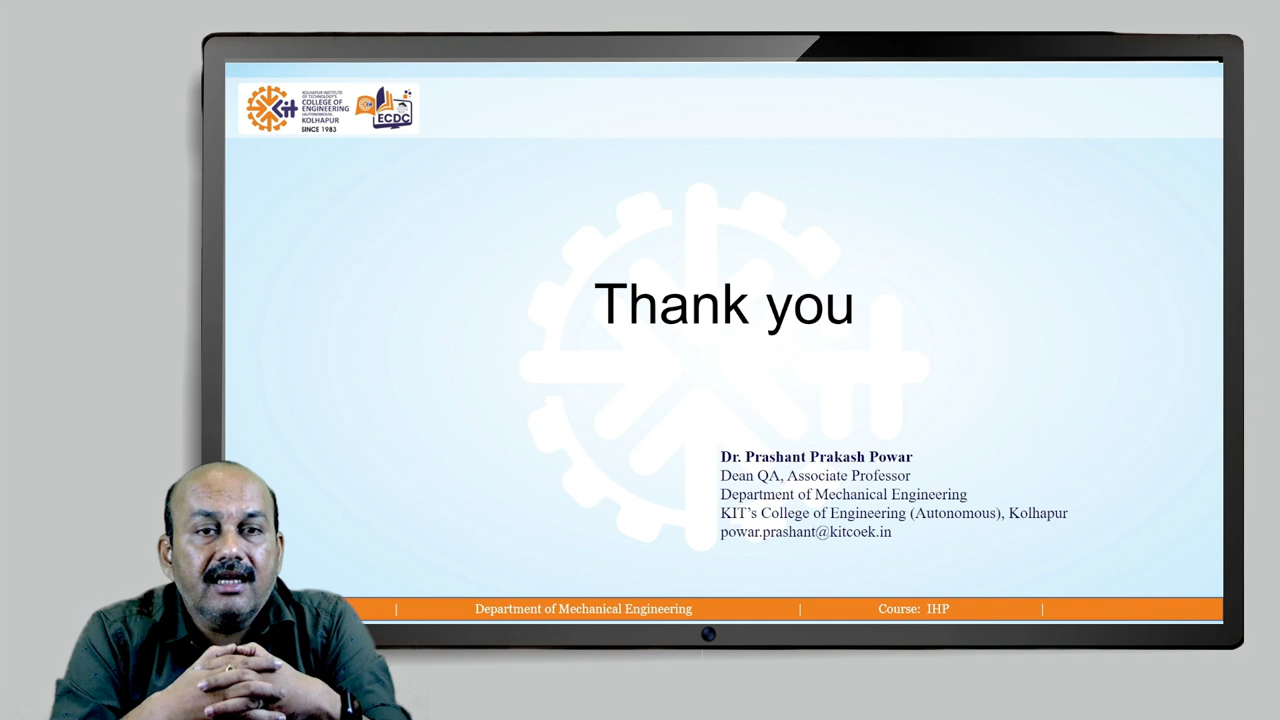 KOLHAPUR INSTITUTE
OF TECHNOLOGY'S
COLLEGE OF
ENGINEERING
(AUTONOMOUS),
KOLHAPUR
SINCE 1983
Kit
ECDC
Thank you
Dr. Prashant Prakash Powar
Dean QA, Associate Professor
Department of Mechanical Engineering
KIT’s College of Engineering (Autonomous), Kolhapur
powar.prashant@kitcoek.in
| Department of Mechanical Engineering | Course: IHP |